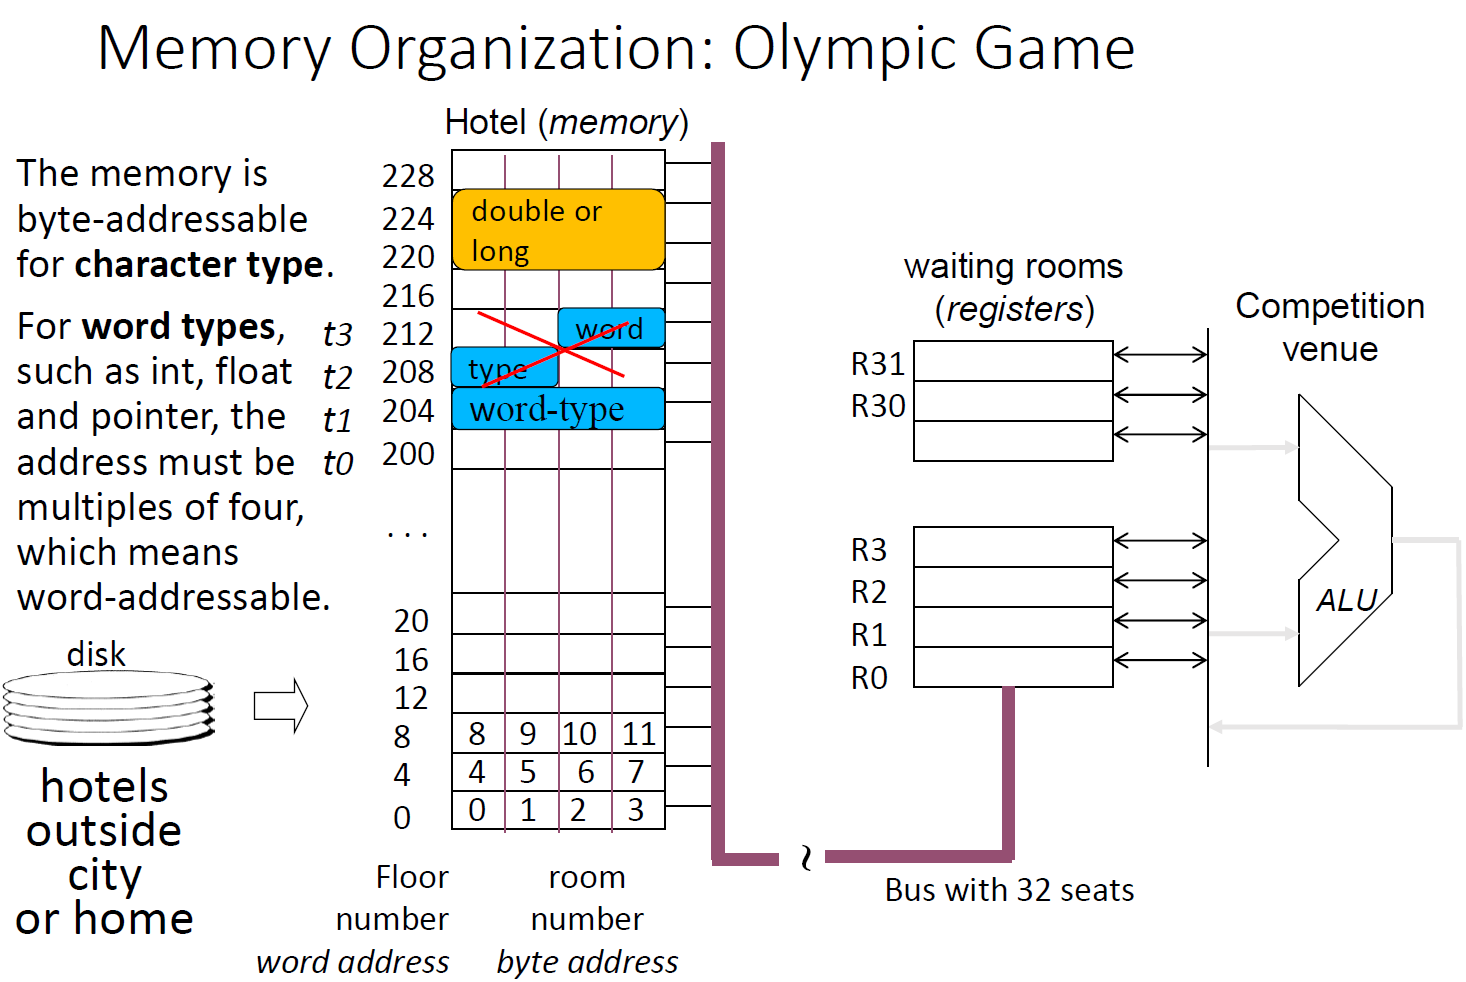 Memory Organization: Olympic Game
The memory is
byte-addressable
for character type.
For word types,
such as int, float
and pointer, the
address must be
multiples of four,
which means
word-addressable.
disk
hotels
outside
city
or home
t3
t2
t1
t0
Hotel (memory)
228
224
220
216
212
208
204
200
. . .
20
16
12
8
4
0
double or
long
word
type
word-type
8 9 10 11
4 5 6 7
0 1 2 3
Floor
number
word address
room
number
byte address
waiting rooms
(registers)
R31
R30
R3
R2
R1
R0
~
Bus with 32 seats
Competition
venue
ALU